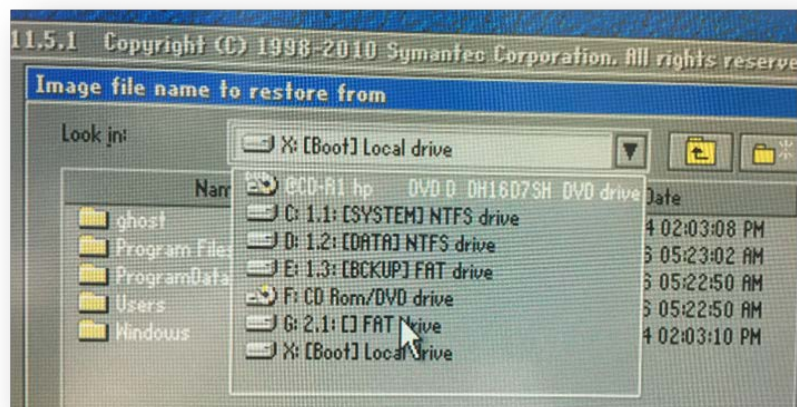 11.5.1 Copyright (C) 1998-2010 Symantec Corporation. All rights reserve
Image file name to restore from
Look in:
X: [Boot] Local drive
Nam
Date
@CD-R1 hp DVD D DH16D7SH DVD drive
C: 1.1: [SYSTEM] NTFS drive
D: 1.2: [DATA] NTFS drive
E: 1.3: [BCKUP] FAT drive
F: CD Rom/DVD drive
G: 2.1: [] FAT drive
X: [Boot] Local drive
ghost
Program Files
ProgramData
Users
Windows
4 02:03:08 PM
6 05:23:02 AM
6 05:22:50 AM
6 05:22:50 AM
4 02:03:10 PM